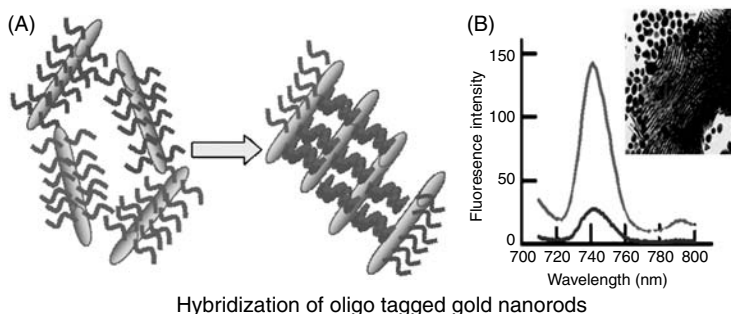 (A)
(B)
150
100
50
0
Fluoresence intensity
700 720 740 760 780 800
Wavelength (nm)
Hybridization of oligo tagged gold nanorods